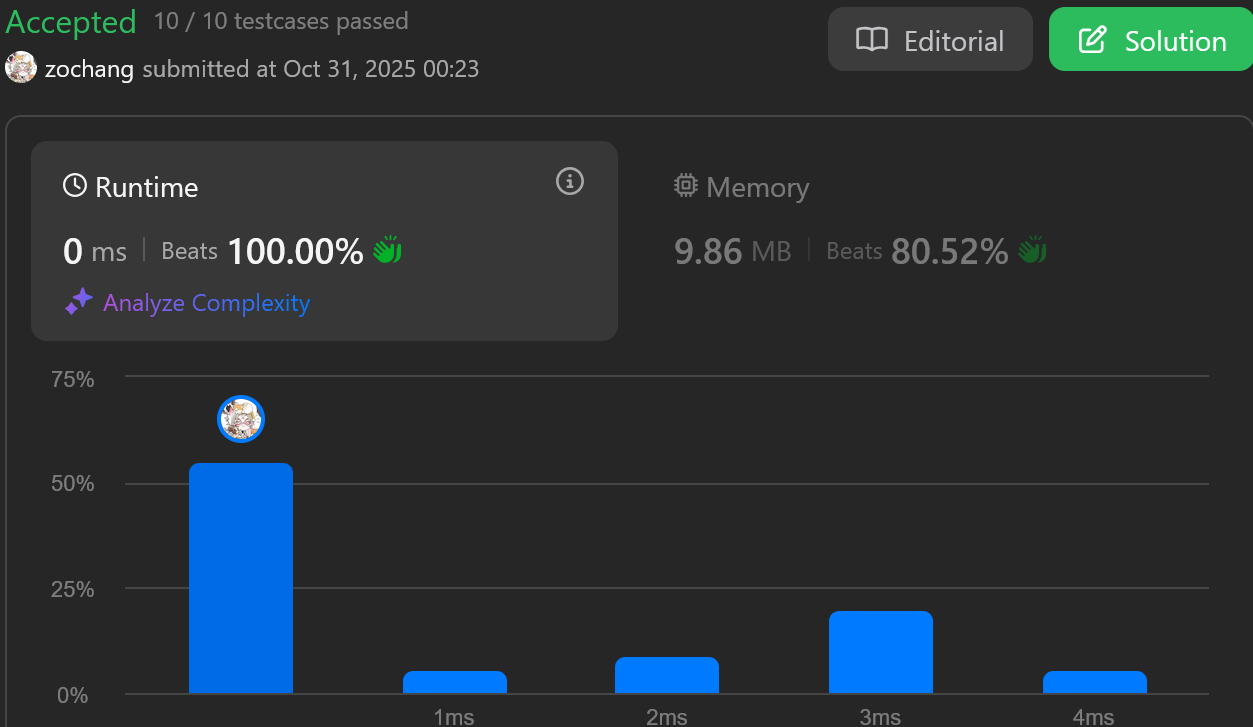 Accepted 10 / 10 testcases passed
zochang submitted at Oct 31, 2025 00:23
Editorial
Solution
Runtime
0 ms Beats 100.00%
Analyze Complexity
Memory
9.86 MB Beats 80.52%
75%
50%
25%
0%
1ms 2ms 3ms 4ms